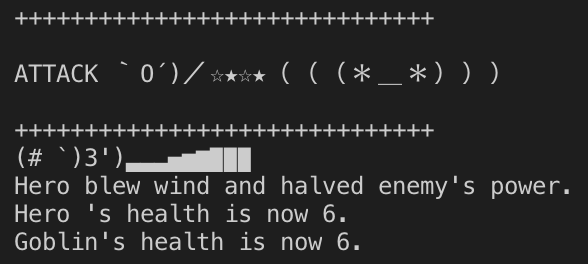 ++++++++++++++++++++++++++++++
ATTACK ｀O´)/ ☆★☆★ ( ( (＊＿＊) ) )
++++++++++++++++++++++++++++++
(# `)3')▂▂▂▃▄▅▆▇██
Hero blew wind and halved enemy's power.
Hero 's health is now 6.
Goblin's health is now 6.